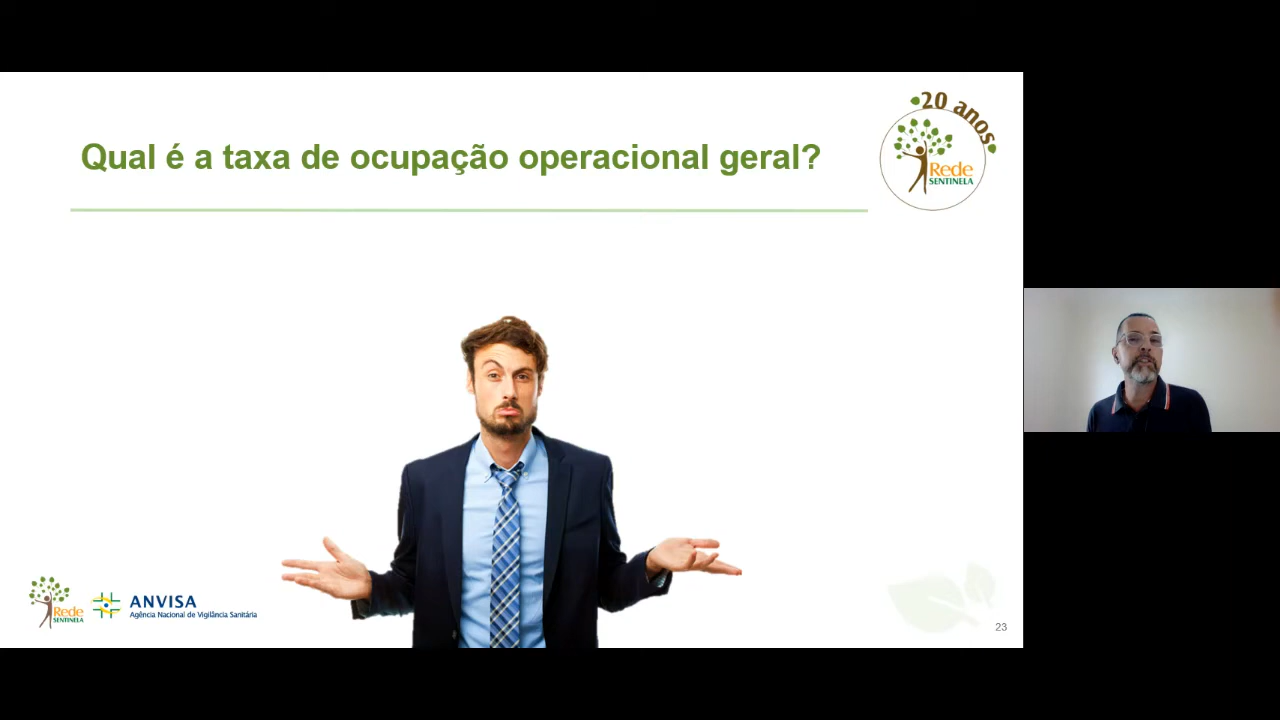 Qual é a taxa de ocupação operacional geral?
20 anos
Rede
SENTINELA
Rede
SENTINELA
ANVISA
Agência Nacional de Vigilância Sanitária
23